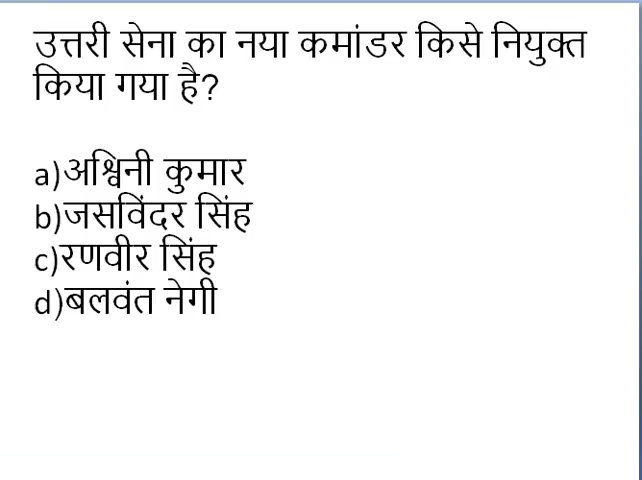 उत्तरी सेना का नया कमांडर किसे नियुक्त
किया गया है?
a)अश्विनी कुमार
b)जसविंदर सिंह
c)रणवीर सिंह
d)बलवंत नेगी